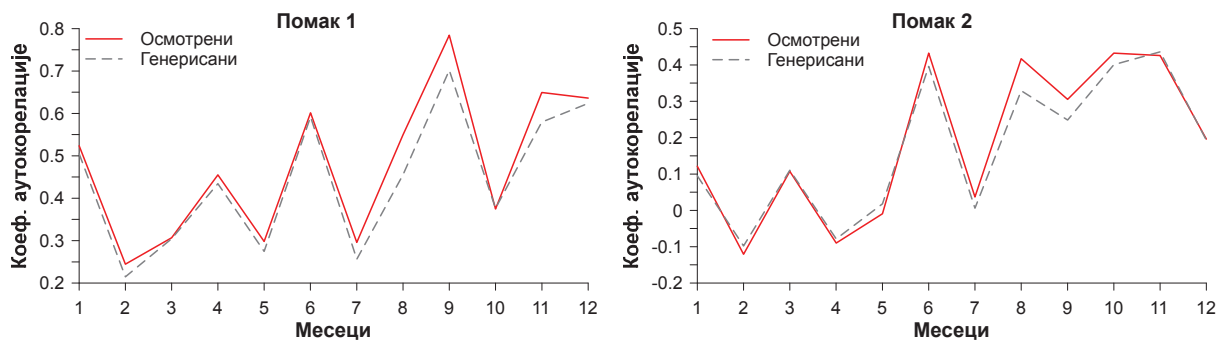 Помак 1
0.8
0.7
0.6
0.5
0.4
0.3
0.2
Коеф. аутокорелације
Осмотрени
Генерисани
1 2 3 4 5 6 7 8 9 10 11 12
Месеци
Помак 2
0.5
0.4
0.3
0.2
0.1
0
-0.1
-0.2
Коеф. аутокорелације
Осмотрени
Генерисани
1 2 3 4 5 6 7 8 9 10 11 12
Месеци